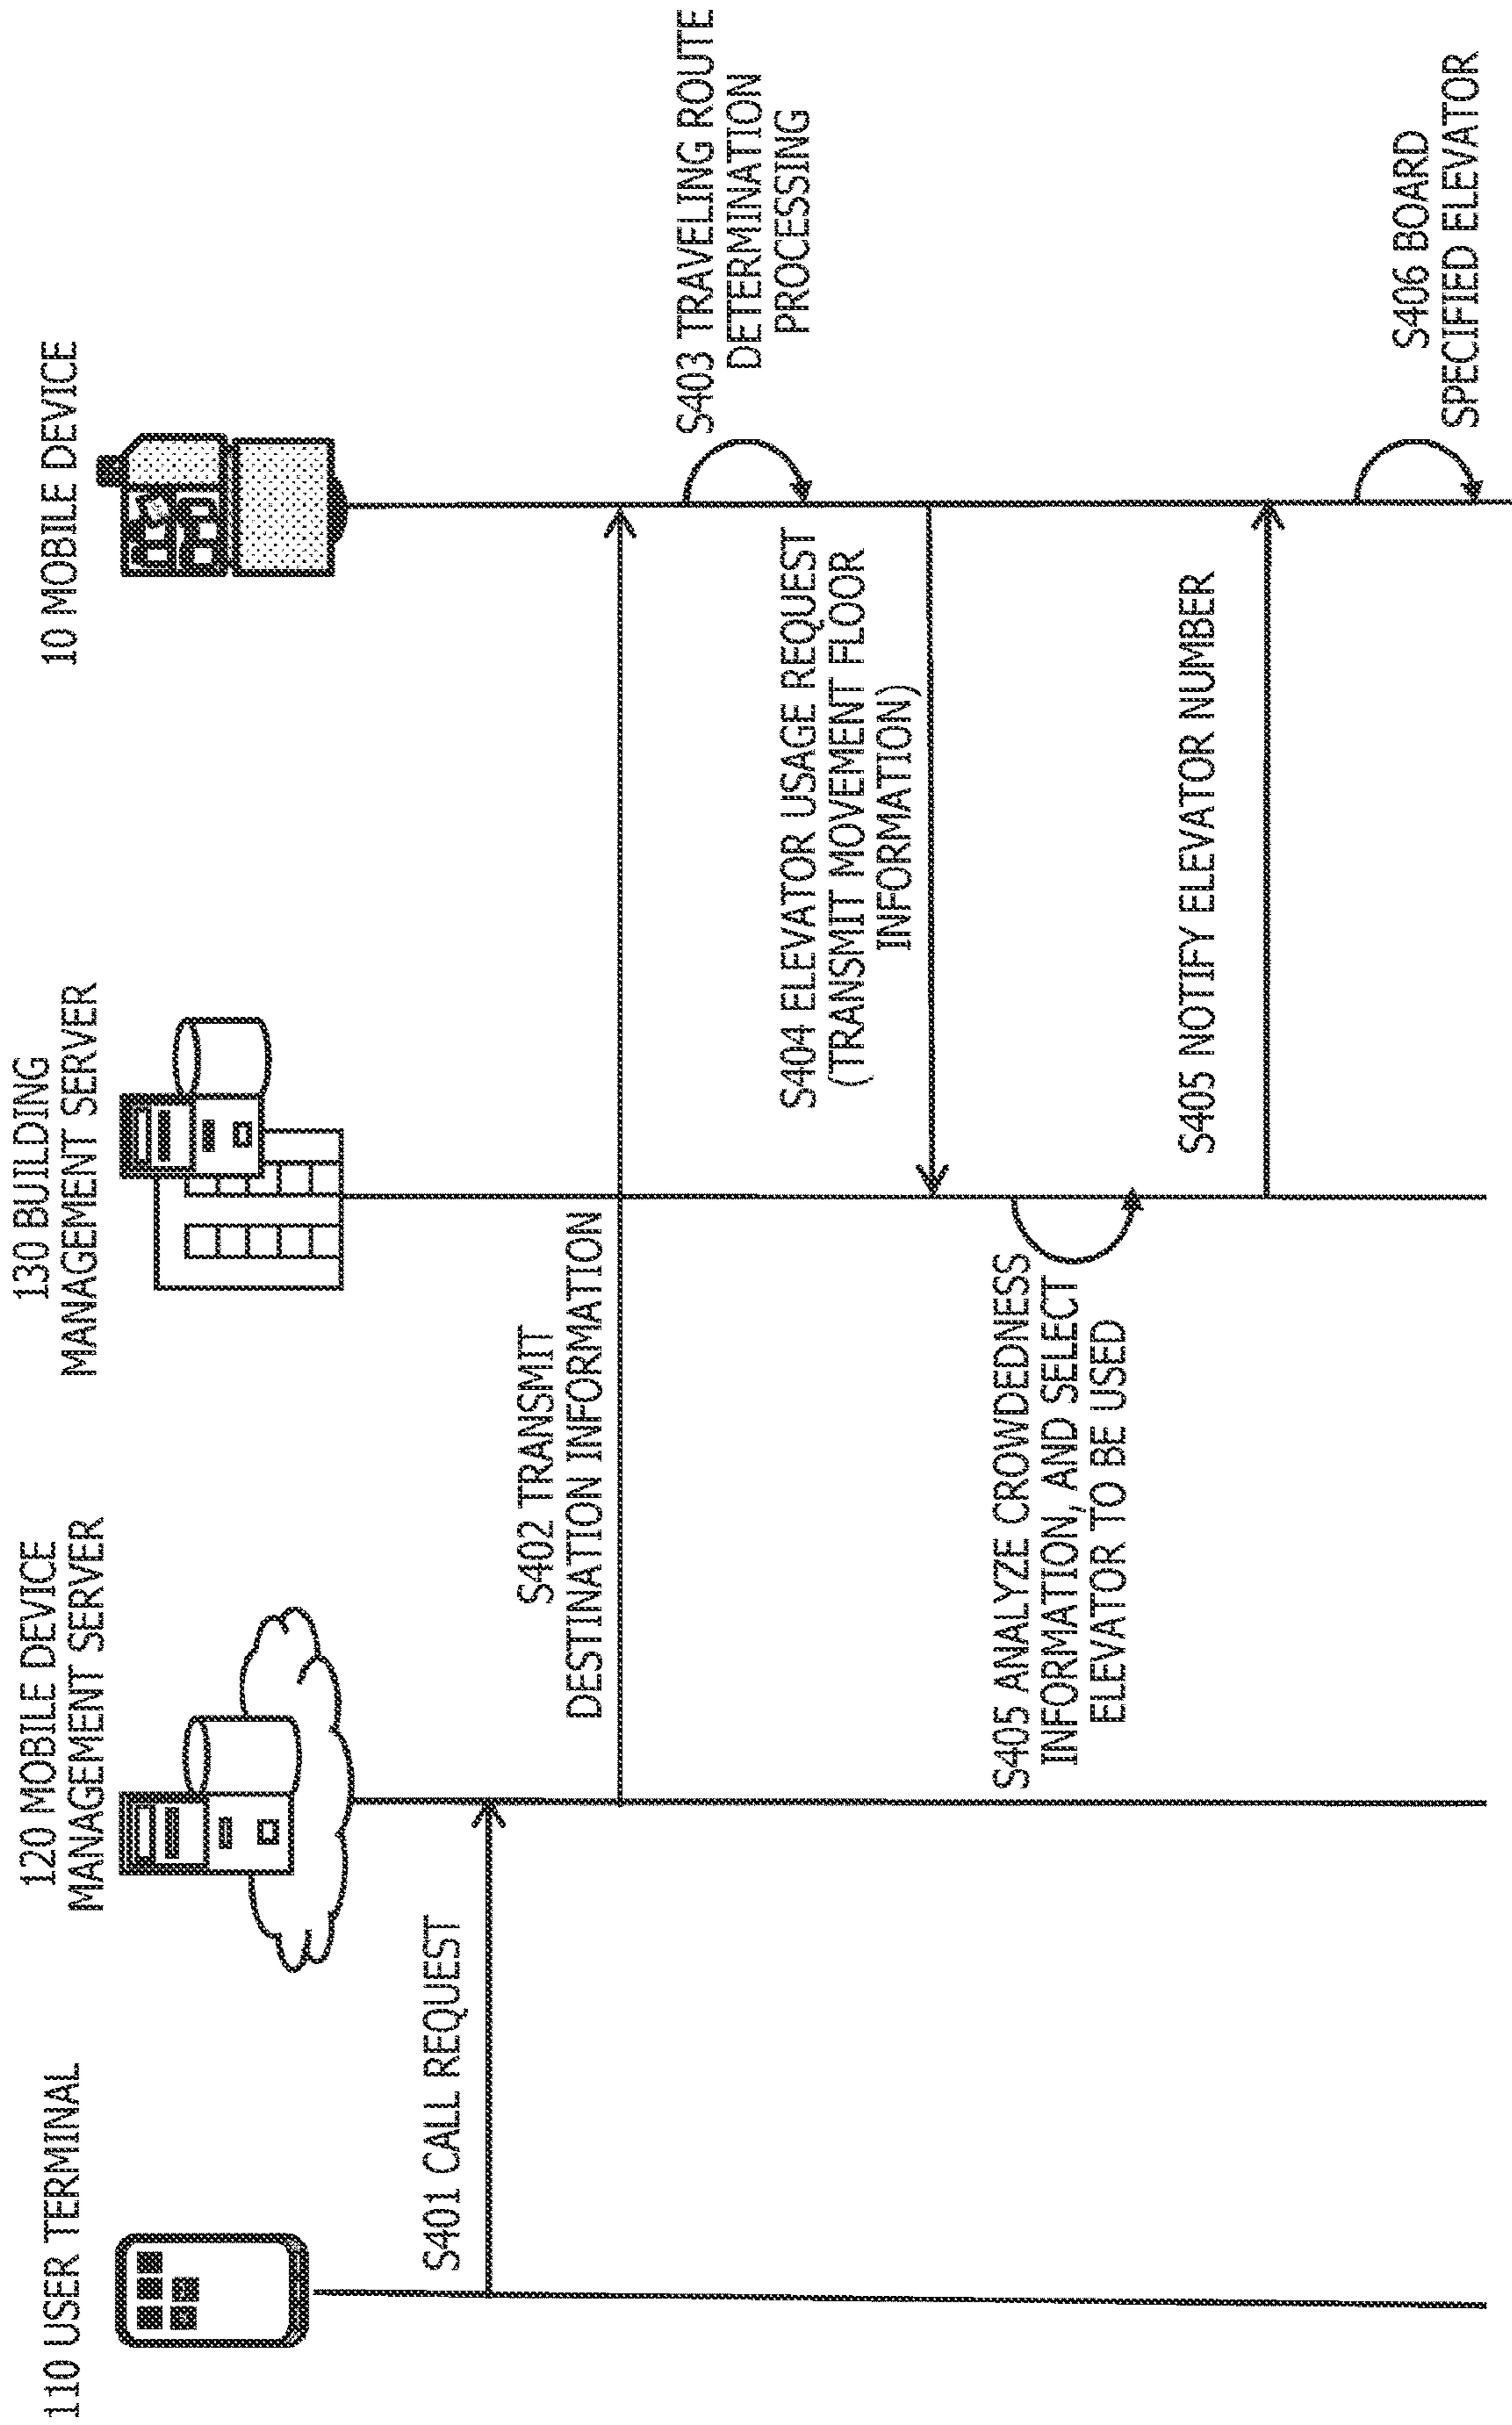 110 USER TERMINAL
120 MOBILE DEVICE
MANAGEMENT SERVER
130 BUILDING
MANAGEMENT SERVER
10 MOBILE DEVICE
S401 CALL REQUEST
S402 TRANSMIT
DESTINATION INFORMATION
S403 TRAVELING ROUTE
DETERMINATION
PROCESSING
S404 ELEVATOR USAGE REQUEST
(TRANSMIT MOVEMENT FLOOR
INFORMATION)
S405 ANALYZE CROWDEDNESS
INFORMATION, AND SELECT
ELEVATOR TO BE USED
S405 NOTIFY ELEVATOR NUMBER
S406 BOARD
SPECIFIED ELEVATOR